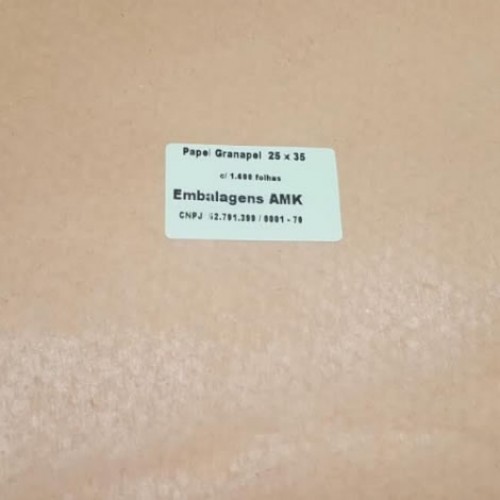 Papel Granapel 25 x 35
c/ folhas
Embalagens AMK
CNPJ